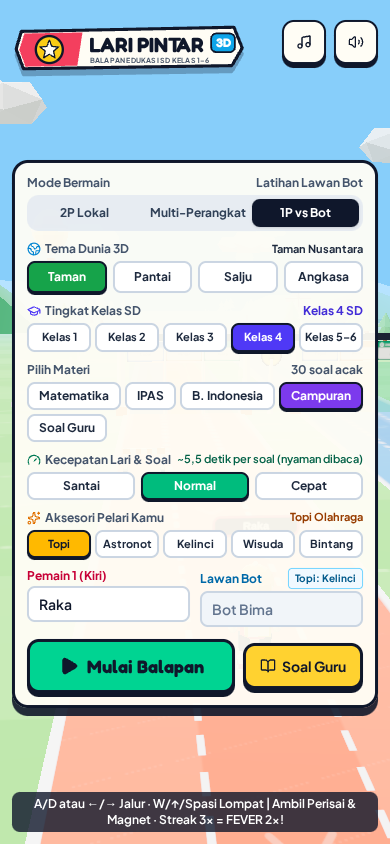 LARI PINTAR 3D
BALAPAN EDUKASI SD KELAS 1–6
Mode Bermain Latihan Lawan Bot
2P Lokal Multi-Perangkat 1P vs Bot
Tema Dunia 3D Taman Nusantara
Taman Pantai Salju Angkasa
Tingkat Kelas SD Kelas 4 SD
Kelas 1 Kelas 2 Kelas 3 Kelas 4 Kelas 5–6
Pilih Materi 30 soal acak
Matematika IPAS B. Indonesia Campuran
Soal Guru
Kecepatan Lari & Soal ~5,5 detik per soal (nyaman dibaca)
Santai Normal Cepat
Aksesori Pelari Kamu Topi Olahraga
Topi Astronot Kelinci Wisuda Bintang
Pemain 1 (Kiri) Lawan Bot Topi: Kelinci
Raka Bot Bima
Mulai Balapan Soal Guru
A/D atau ←/→ Jalur · W/↑/Spasi Lompat | Ambil Perisai &
Magnet · Streak 3x = FEVER 2x!